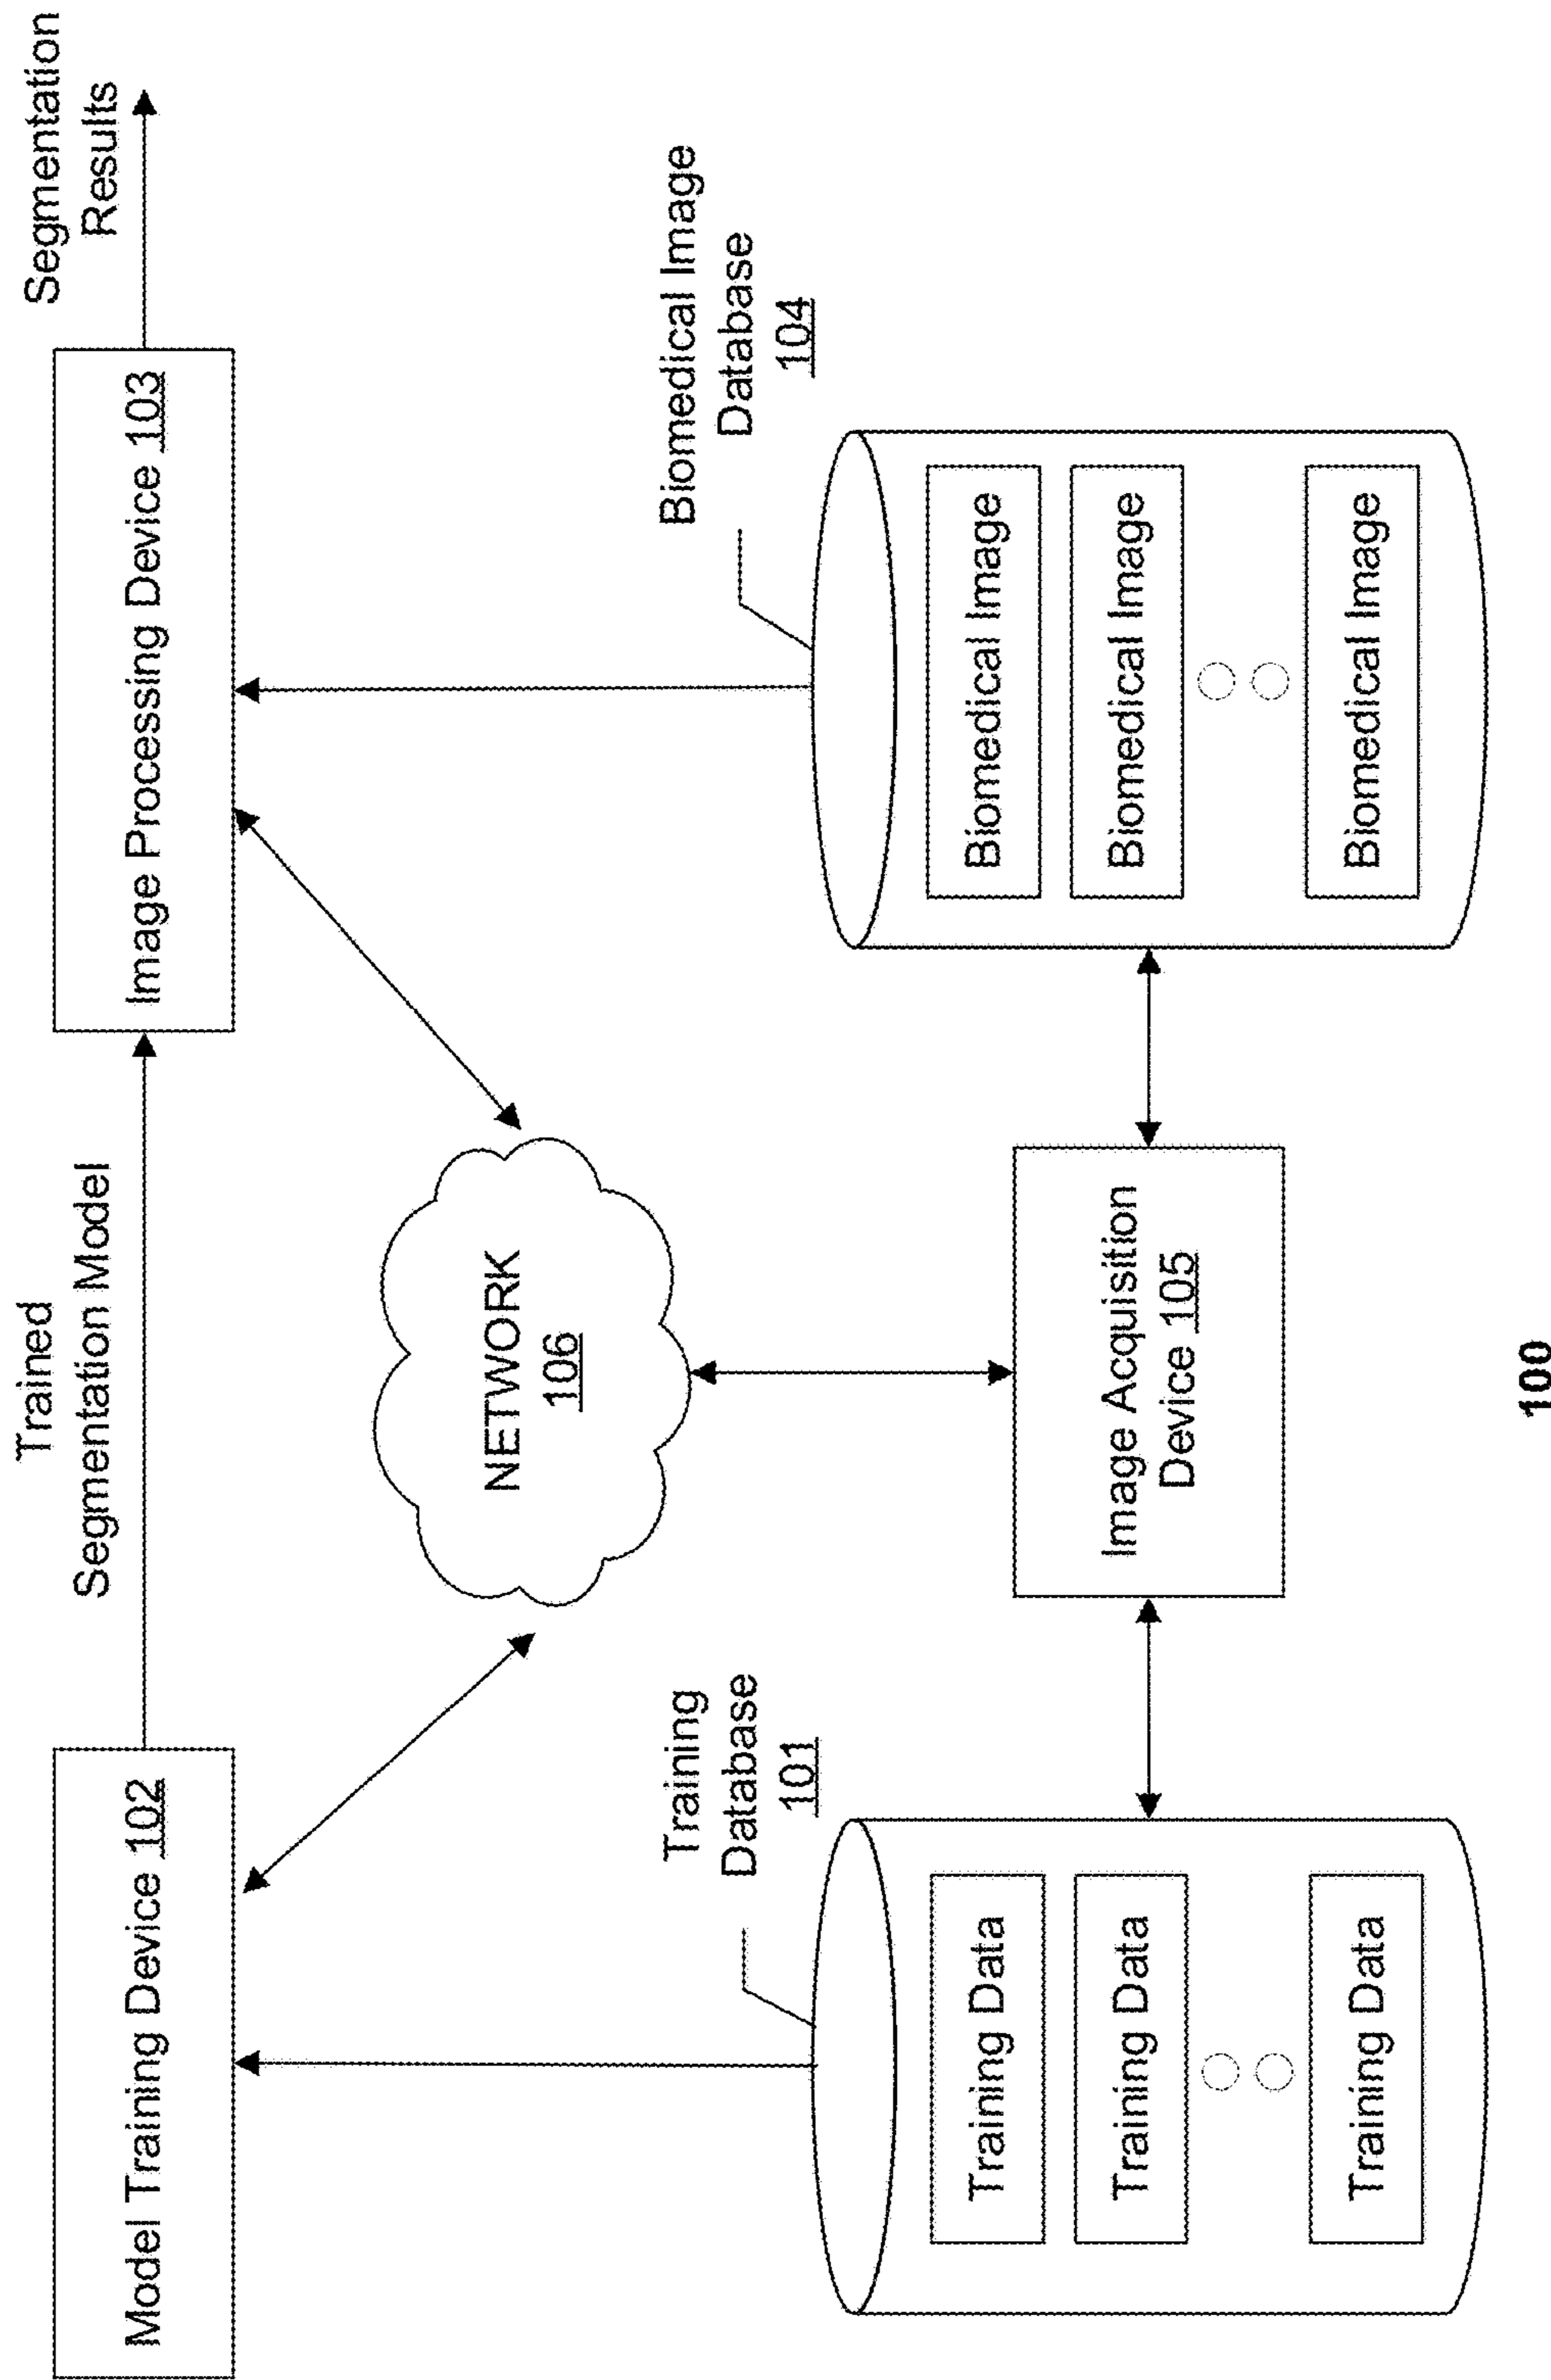 Trained
Segmentation Model
Segmentation
Results
Model Training Device 102
Image Processing Device 103
NETWORK
106
Training
Database
101
Biomedical Image
Database
104
Training Data
Training Data
Training Data
Image Acquisition
Device 105
Biomedical Image
Biomedical Image
Biomedical Image
100